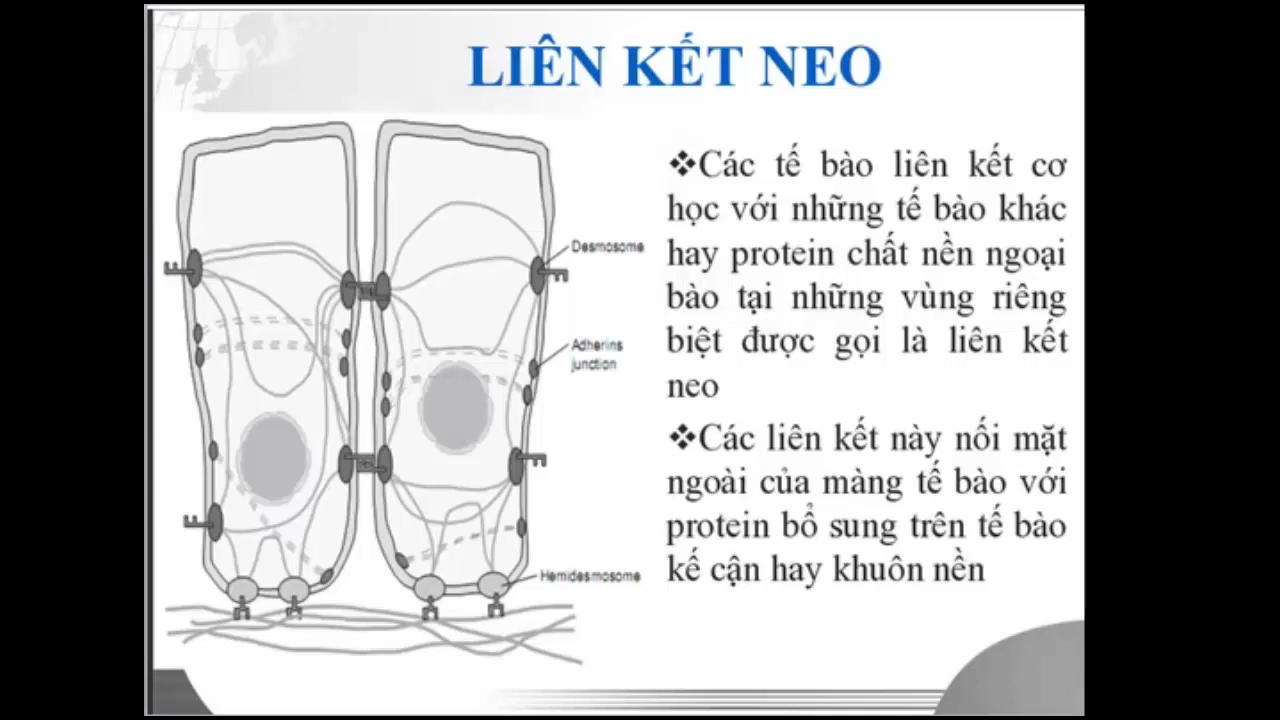 LIÊN KẾT NEO
❖Các tế bào liên kết cơ
học với những tế bào khác
hay protein chất nền ngoại
bào tại những vùng riêng
biệt được gọi là liên kết
neo
❖Các liên kết này nối mặt
ngoài của màng tế bào với
protein bổ sung trên tế bào
kế cận hay khuôn nền
Desmosome
Adherins
junction
Hemidesmosome